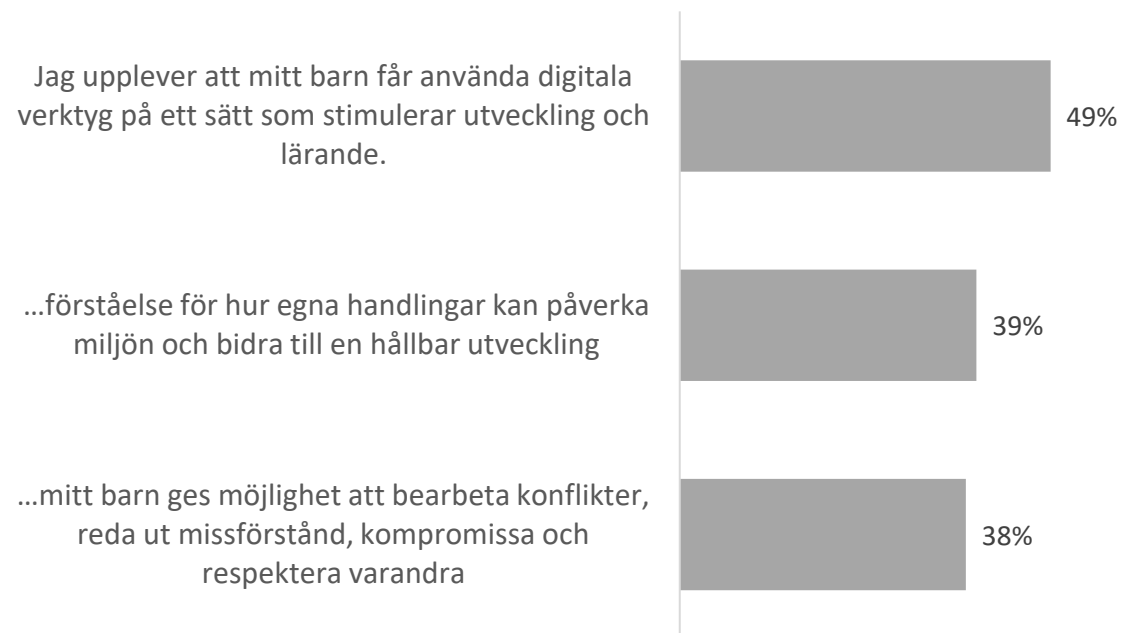 Jag upplever att mitt barn får använda digitala
verktyg på ett sätt som stimulerar utveckling och
lärande.
49%
…förståelse för hur egna handlingar kan påverka
miljön och bidra till en hållbar utveckling
39%
…mitt barn ges möjlighet att bearbeta konflikter,
reda ut missförstånd, kompromissa och
respektera varandra
38%